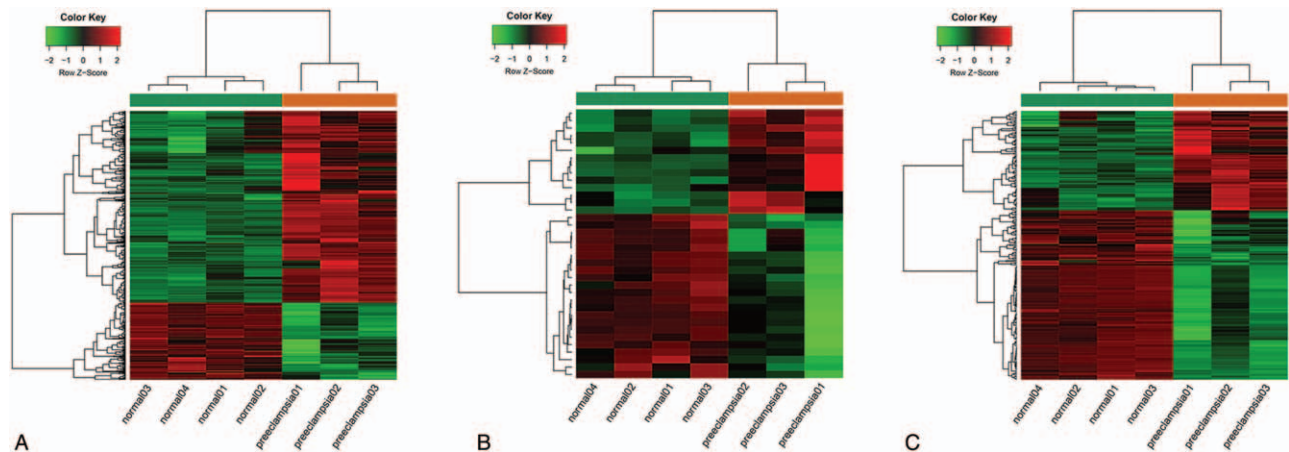 Color Key
-2 -1 0 1 2
Row Z-Score
normal03
normal04
normal01
normal02
preeclampsia01
preeclampsia02
preeclampsia03
A
Color Key
-2 -1 0 1 2
Row Z-Score
normal04
normal02
normal01
normal03
preeclampsia02
preeclampsia03
preeclampsia01
B
Color Key
-2 -1 0 1 2
Row Z-Score
normal04
normal02
normal01
normal03
preeclampsia01
preeclampsia02
preeclampsia03
C